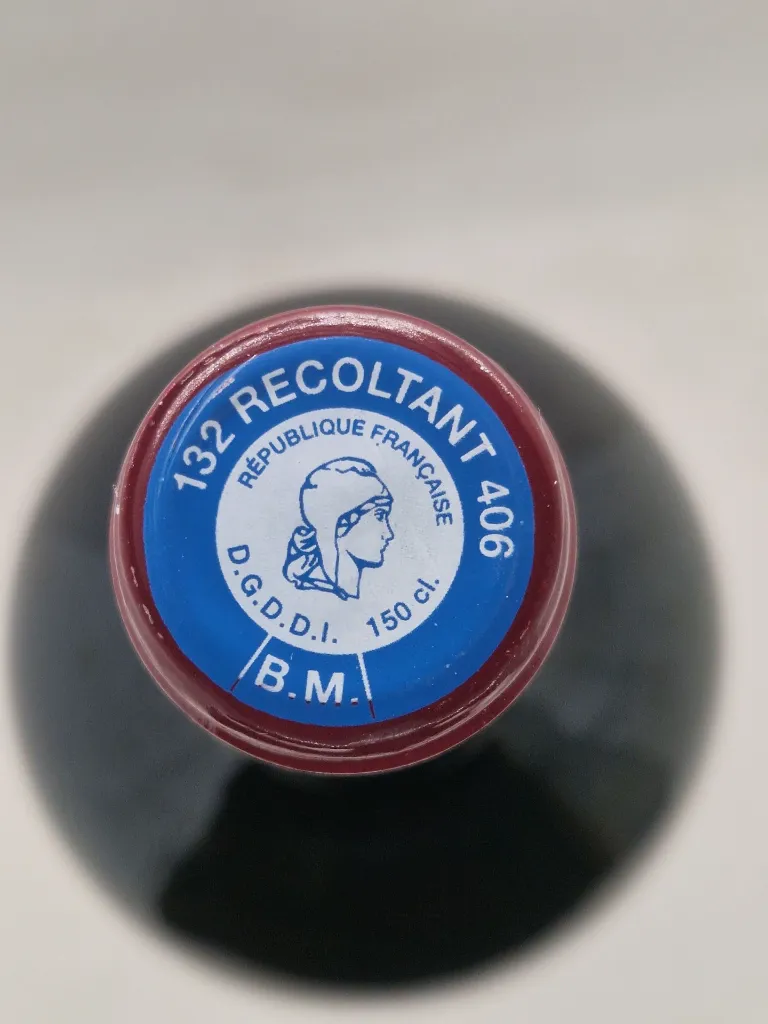 132 RECOLTANT 406
RÉPUBLIQUE FRANÇAISE
D.G.D.D.I. 150 cl.
B.M.